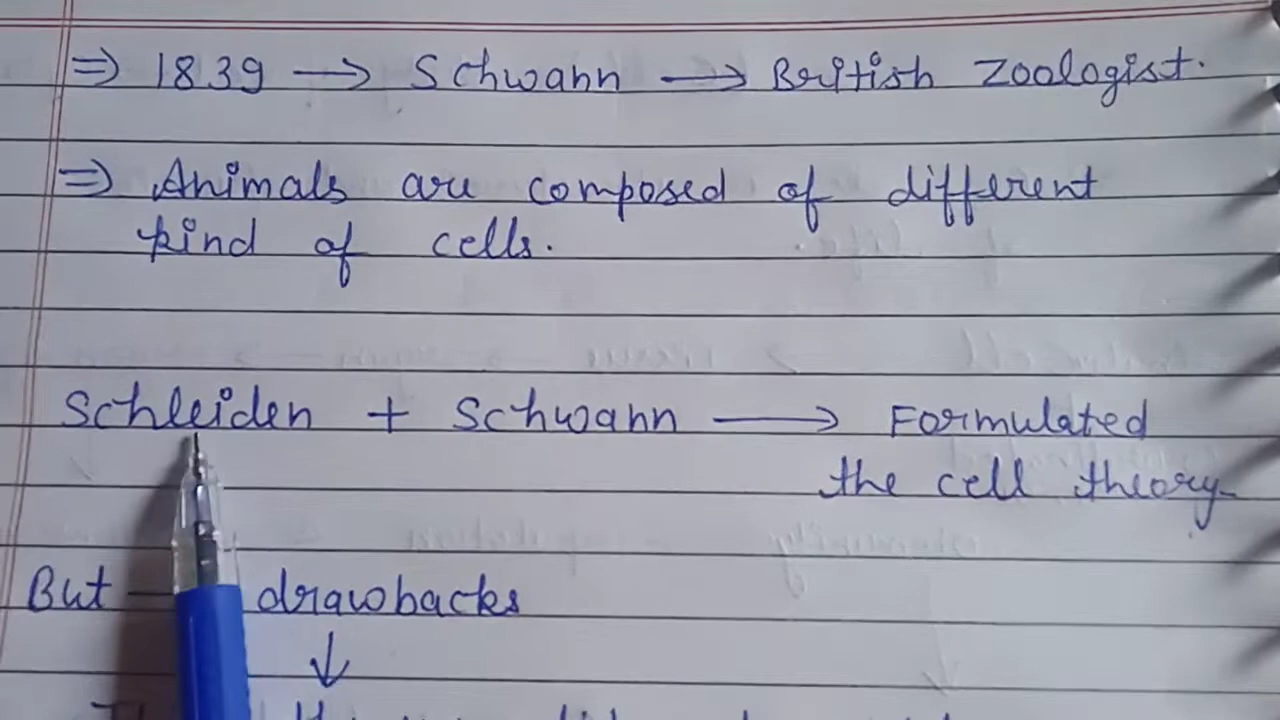 ⇒ 1839 → Schwann → British Zoologist.
⇒ Animals are composed of different
kind of cells.
Schleiden + Schwann → Formulated
the cell theory
But → drawbacks
↓